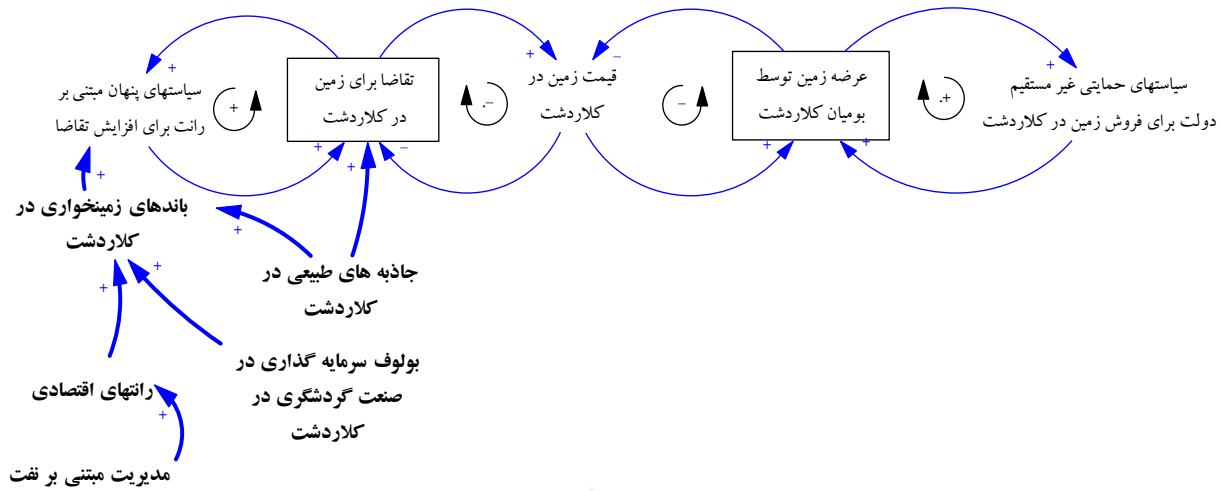 سیاستهای پنهان مبتنی بر
رانت برای افزایش تقاضا
تقاضا برای زمین
در کلاردشت
قیمت زمین در
کلاردشت
عرضه زمین توسط
بومیان کلاردشت
سیاستهای حمایتی غیر مستقیم
دولت برای فروش زمین در کلاردشت
باندهای زمینخواری در
کلاردشت
جاذبه های طبیعی در
کلاردشت
بولوف سرمایه گذاری در
صنعت گردشگری در
کلاردشت
رانتهای اقتصادی
مدیریت مبتنی بر نفت
+
+
+
–
+
–
+
+
+
+
–.
–
+.
+
+
+
+
+
+
+
–